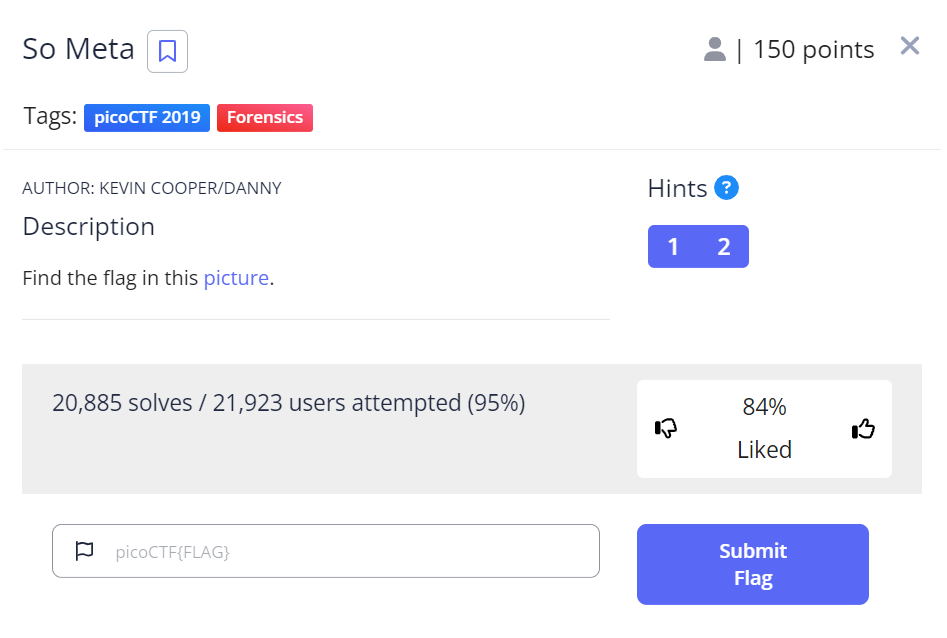 So Meta
| 150 points
Tags: picoCTF 2019 Forensics
AUTHOR: KEVIN COOPER/DANNY
Description
Find the flag in this picture.
Hints ?
1 2
20,885 solves / 21,923 users attempted (95%)
84%
Liked
picoCTF{FLAG}
Submit
Flag